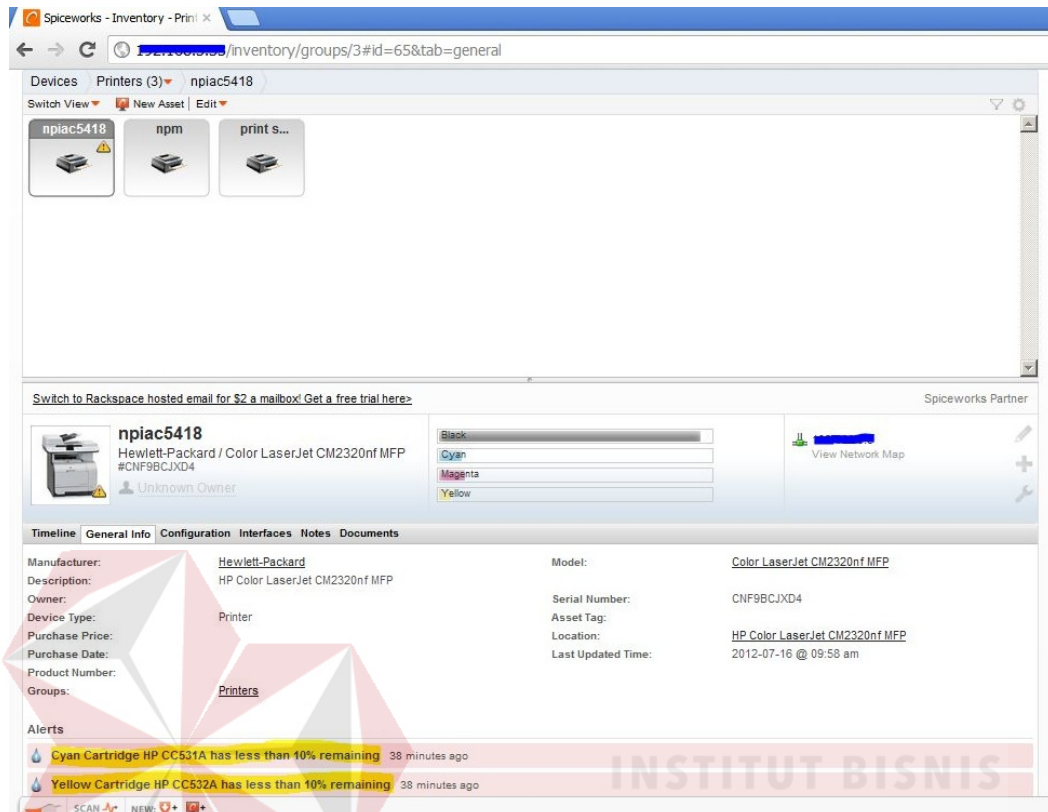 Spiceworks - Inventory - Print
/inventory/groups/3#id=65&tab=general
Devices Printers (3) npiac5418
Switch View New Asset Edit
npiac5418 npm print s...
Switch to Rackspace hosted email for $2 a mailbox! Get a free trial here> Spiceworks Partner
npiac5418
Hewlett-Packard / Color LaserJet CM2320nf MFP
#CNF9BCJXD4
Unknown Owner
Black
Cyan
Magenta
Yellow
View Network Map
Timeline General Info Configuration Interfaces Notes Documents
Manufacturer: Hewlett-Packard Model: Color LaserJet CM2320nf MFP
Description: HP Color LaserJet CM2320nf MFP
Owner: Serial Number: CNF9BCJXD4
Device Type: Printer Asset Tag:
Purchase Price: Location: HP Color LaserJet CM2320nf MFP
Purchase Date: Last Updated Time: 2012-07-16 @ 09:58 am
Product Number:
Groups: Printers
Alerts
Cyan Cartridge HP CC531A has less than 10% remaining 38 minutes ago
Yellow Cartridge HP CC532A has less than 10% remaining 38 minutes ago
INSTITUT BISNIS
SCAN NEW: